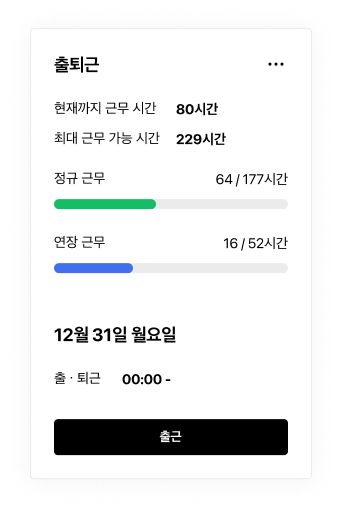 출퇴근
현재까지 근무 시간 80시간
최대 근무 가능 시간 229시간
정규 근무 64 / 177시간
연장 근무 16 / 52시간
12월 31일 월요일
출 · 퇴근 00:00 -
출근